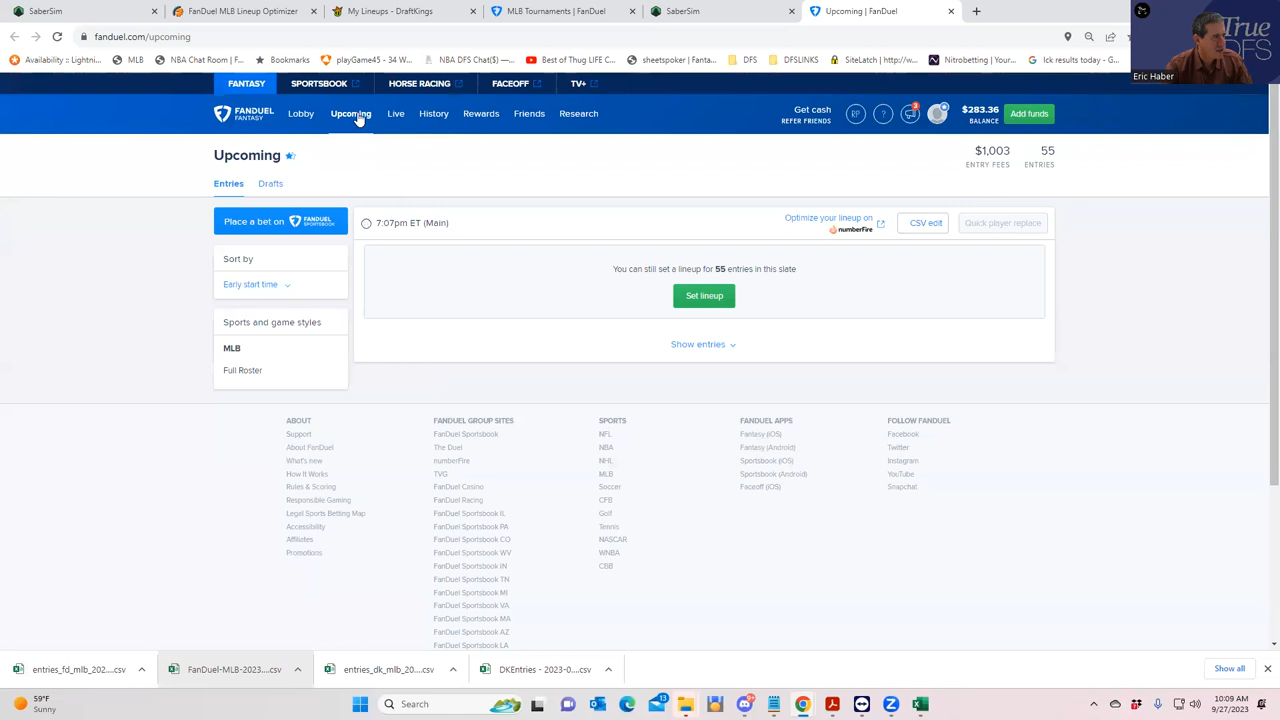 SaberSim
FanDuel Lineup Optimizer
My Lineups - DraftKings
MLB Tournaments | FanDuel
SaberSim
Upcoming | FanDuel
fanduel.com/upcoming
Availability :: Lightni...
MLB
NBA Chat Room | F...
Bookmarks
playGame45 - 34 W...
NBA DFS Chat($) —...
Best of Thug LIFE C...
sheetspoker | Tw...
DFS
DFSLINKS
SiteLatch | http://w...
Nitrobetting | Your...
lck results today - G...
True
DFS
Eric Haber
FANTASY SPORTSBOOK HORSE RACING FACEOFF TV+
FANDUEL
FANTASY
Lobby Upcoming Live History Rewards Friends Research
Get cash
REFER FRIENDS
RP
?
3
$283.36
BALANCE
Add funds
Upcoming
$1,003
ENTRY FEES
55
ENTRIES
Entries Drafts
Place a bet on FANDUEL
SPORTSBOOK
Sort by
Early start time
Sports and game styles
MLB
Full Roster
7:07pm ET (Main)
Optimize your lineup on
numberFire
CSV edit
Quick player replace
You can still set a lineup for 55 entries in this slate
Set lineup
Show entries
ABOUT
Support
About FanDuel
What's new
How It Works
Rules & Scoring
Responsible Gaming
Legal Sports Betting Map
Accessibility
Affiliates
Promotions
FANDUEL GROUP SITES
FanDuel Sportsbook
The Duel
numberFire
TVG
FanDuel Casino
FanDuel Racing
FanDuel Sportsbook IL
FanDuel Sportsbook PA
FanDuel Sportsbook CO
FanDuel Sportsbook WV
FanDuel Sportsbook IN
FanDuel Sportsbook TN
FanDuel Sportsbook MI
FanDuel Sportsbook VA
FanDuel Sportsbook MA
FanDuel Sportsbook AZ
FanDuel Sportsbook LA
SPORTS
NFL
NBA
NHL
MLB
Soccer
CFB
Golf
Tennis
NASCAR
WNBA
CBB
FANDUEL APPS
Fantasy (iOS)
Fantasy (Android)
Sportsbook (iOS)
Sportsbook (Android)
Faceoff (iOS)
FOLLOW FANDUEL
Facebook
Twitter
Instagram
YouTube
Snapchat
entries_fd_mlb_202....csv
FanDuel-MLB-2023....csv
entries_dk_mlb_20....csv
DKEntries - 2023-0....csv
Show all
59°F
Sunny
Search
13
10:09 AM
9/27/2023